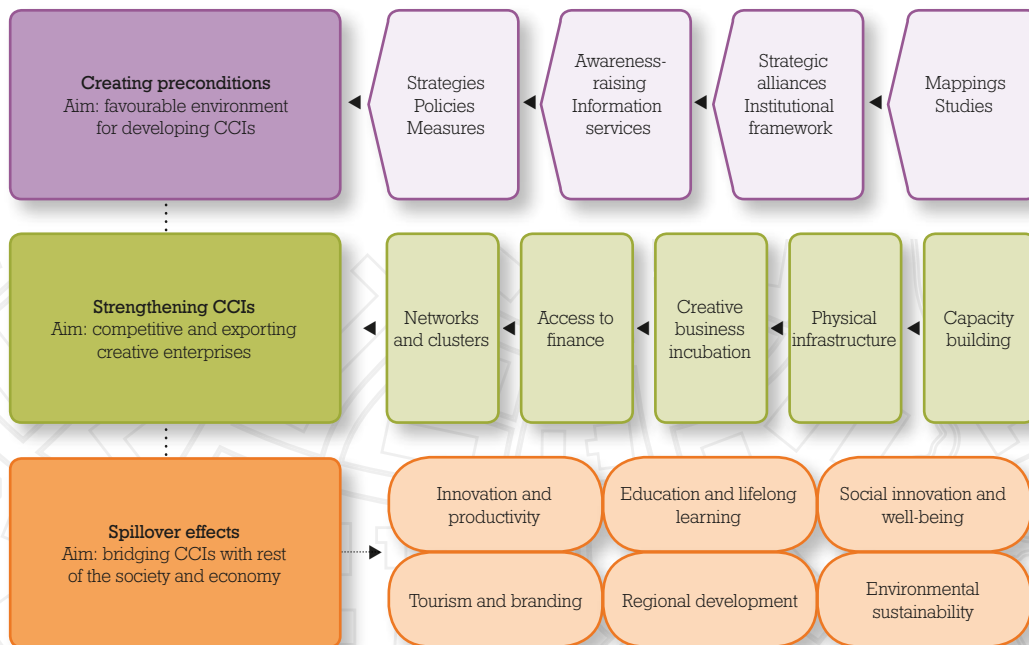 Creating preconditions
Aim: favourable environment
for developing CCIs
Strategies
Policies
Measures
Awareness-
raising
Information
services
Strategic
alliances
Institutional
framework
Mappings
Studies
Strengthening CCIs
Aim: competitive and exporting
creative enterprises
Networks
and clusters
Access to
finance
Creative
business
incubation
Physical
infrastructure
Capacity
building
Spillover effects
Aim: bridging CCIs with rest
of the society and economy
Innovation and
productivity
Education and lifelong
learning
Social innovation and
well-being
Tourism and branding
Regional development
Environmental
sustainability